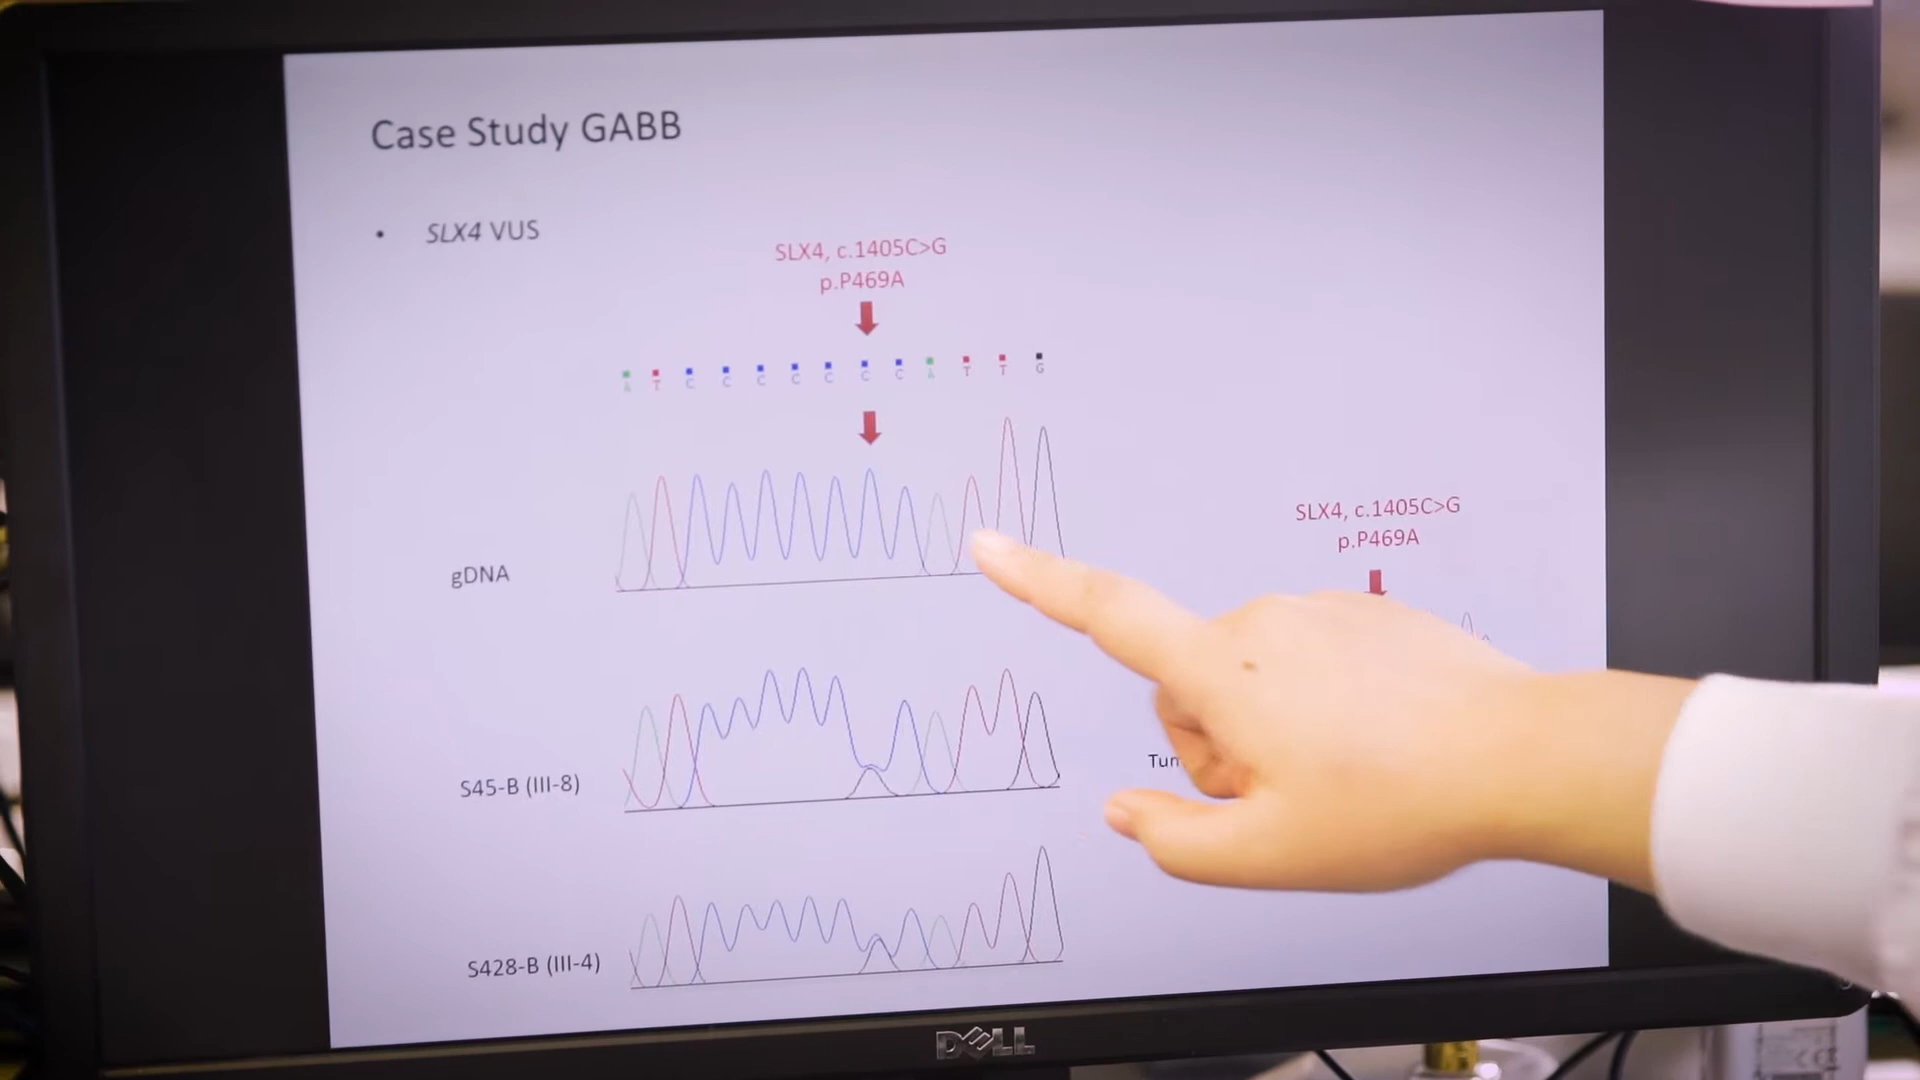 Case Study GABB
• SLX4 VUS
SLX4, c.1405C>G
p.P469A
A T C C C C C C C A T T G
gDNA
SLX4, c.1405C>G
p.P469A
S45-B (III-8)
S428-B (III-4)
DELL